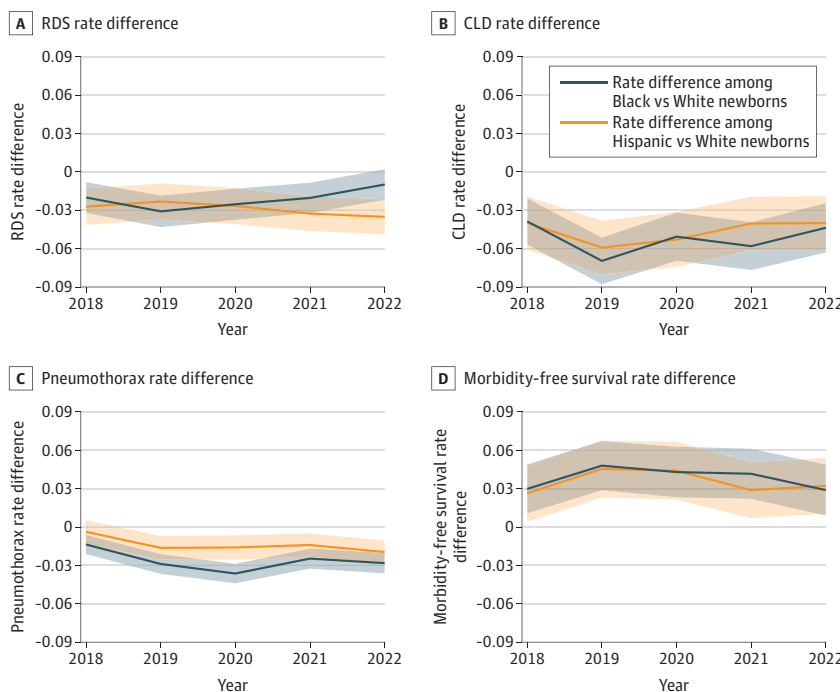 A RDS rate difference
0.09
0.06
0.03
0
-0.03
-0.06
-0.09
RDS rate difference
2018 2019 2020 2021 2022
Year
B CLD rate difference
0.09
0.06
0.03
0
-0.03
-0.06
-0.09
CLD rate difference
Rate difference among
Black vs White newborns
Rate difference among
Hispanic vs White newborns
2018 2019 2020 2021 2022
Year
C Pneumothorax rate difference
0.09
0.06
0.03
0
-0.03
-0.06
-0.09
Pneumothorax rate difference
2018 2019 2020 2021 2022
Year
D Morbidity-free survival rate difference
0.09
0.06
0.03
0
-0.03
-0.06
-0.09
Morbidity-free survival rate
difference
2018 2019 2020 2021 2022
Year